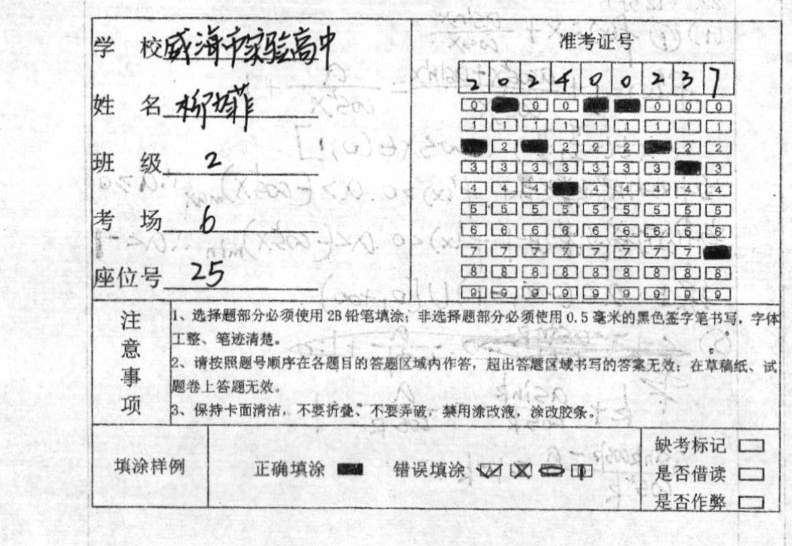 学 校 威海市实验高中
姓 名
班 级 2
考 场 6
座位号 25
准考证号
2 0 2 4 0 0 2 3 7
0 0 0 0 0 0
1 1 1 1 1 1 1 1 1
2 2 2 2 2 2
3 3 3 3 3 3 3 3
4 4 4 4 4 4 4 4
5 5 5 5 5 5 5 5 5
6 6 6 6 6 6 6 6 6
7 7 7 7 7 7 7 7
8 8 8 8 8 8 8 8 8
9 9 9 9 9 9 9 9 9
注意事项
1、选择题部分必须使用2B铅笔填涂；非选择题部分必须使用0.5毫米的黑色签字笔书写，字体
工整、笔迹清楚。
2、请按照题号顺序在各题目的答题区域内作答，超出答题区域书写的答案无效；在草稿纸、试
题卷上答题无效。
3、保持卡面清洁，不要折叠、不要弄破，禁用涂改液，涂改胶条。
填涂样例 正确填涂 错误填涂
缺考标记
是否借读
是否作弊